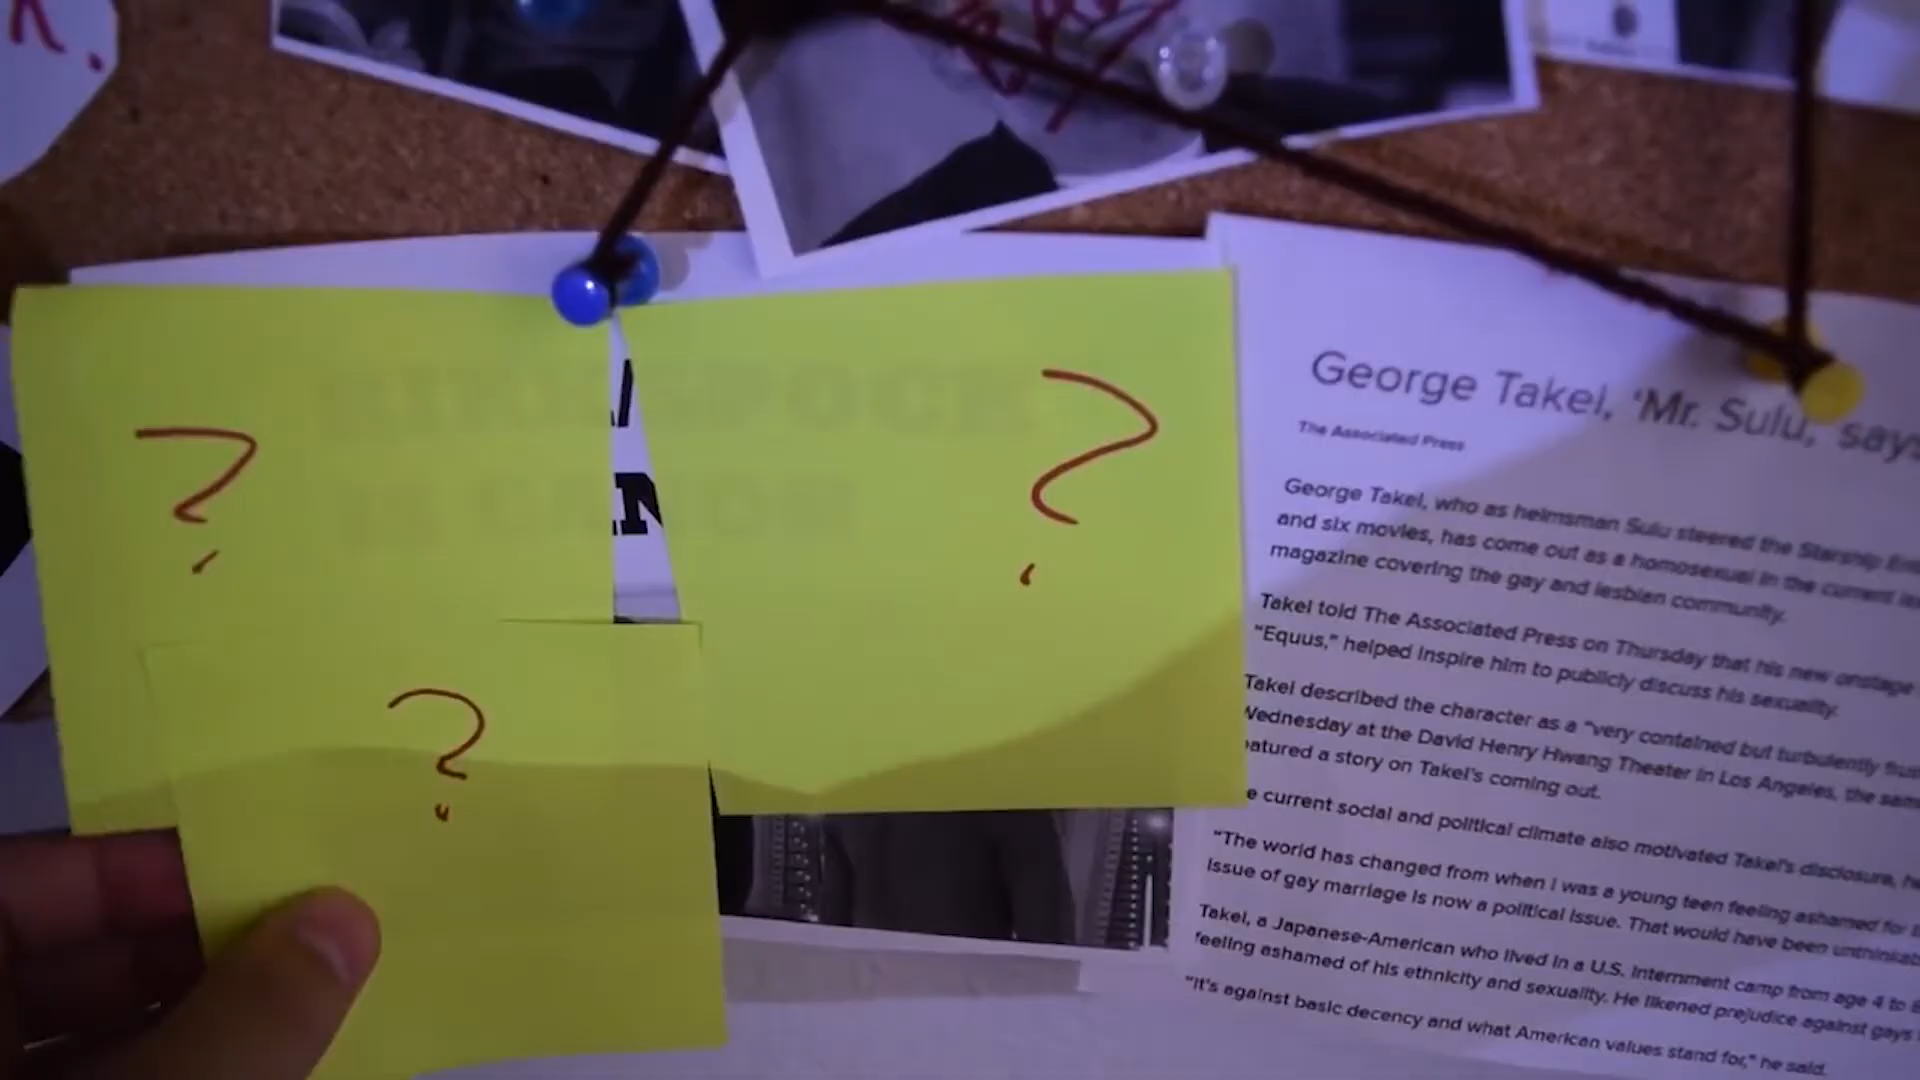 R.
?
?
?
/
N
George Takei, 'Mr. Sulu,' says
The Associated Press
George Takei, who as helmsman Sulu steered the Starship
and six movies, has come out as a homosexual in the current
magazine covering the gay and lesbian community.
Takei told The Associated Press on Thursday that his new onstage
"Equus," helped inspire him to publicly discuss his sexuality.
Takei described the character as a "very contained but turbulently
Wednesday at the David Henry Hwang Theater in Los Angeles, the same
eatured a story on Takei's coming out.
e current social and political climate also motivated Takei's disclosure, he
"The world has changed from when I was a young teen feeling ashamed for
issue of gay marriage is now a political issue. That would have been
Takei, a Japanese-American who lived in a U.S. internment camp from age 4 to 8
feeling ashamed of his ethnicity and sexuality. He likened prejudice against gays
"It's against basic decency and what American values stand for," he said.